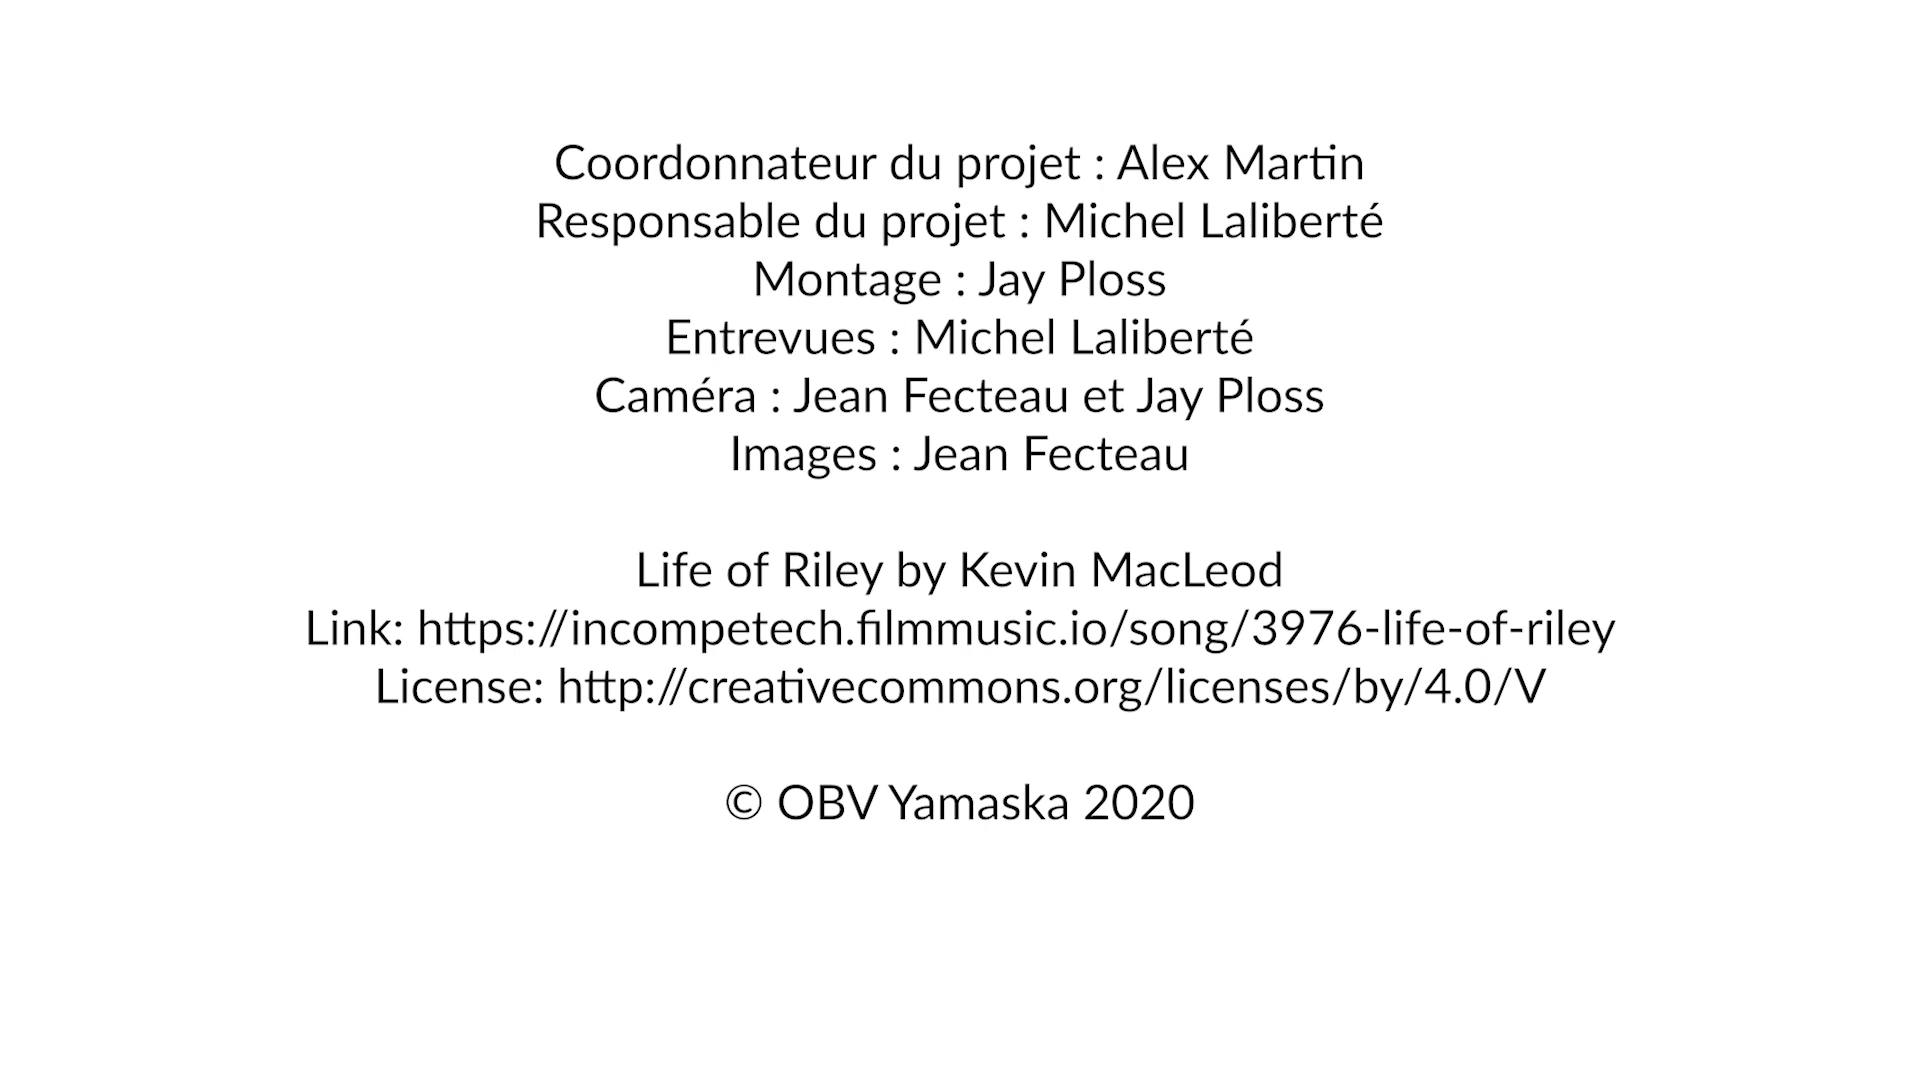 Coordonnateur du projet : Alex Martin
Responsable du projet : Michel Laliberté
Montage : Jay Ploss
Entrevues : Michel Laliberté
Caméra : Jean Fecteau et Jay Ploss
Images : Jean Fecteau
Life of Riley by Kevin MacLeod
Link: https://incompetech.filmmusic.io/song/3976-life-of-riley
License: http://creativecommons.org/licenses/by/4.0/V
© OBV Yamaska 2020